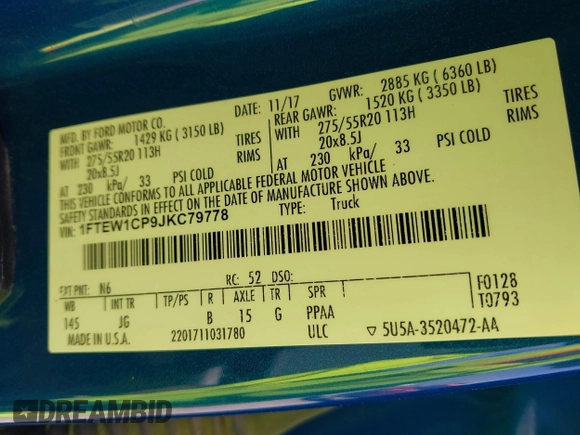 MFD. BY FORD MOTOR CO. 11/17 GVWR: 2885 KG ( 6360 LB)
FRONT GAWR: 1429 KG ( 3150 LB) REAR GAWR: 1520 KG ( 3350 LB)
WITH 275/55R20 113H TIRES WITH 275/55R20 113H TIRES
20x8.5J RIMS 20x8.5J RIMS
AT 230 kPa/ 33 PSI COLD AT 230 kPa/ 33 PSI COLD
THIS VEHICLE CONFORMS TO ALL APPLICABLE FEDERAL MOTOR VEHICLE
SAFETY STANDARDS IN EFFECT ON THE DATE OF MANUFACTURE SHOWN ABOVE.
VIN: 1FTEW1CP9JKC79778 TYPE: Truck
EXT PNT: N6 RC: 52 DSO: F0128
WB INT TR TP/PS R AXLE TR SPR T0793
145 JG B 15 G PPAA
MADE IN U.S.A. 2201711031780 ULC ▽ 5U5A-3520472-AA
DREAMBID